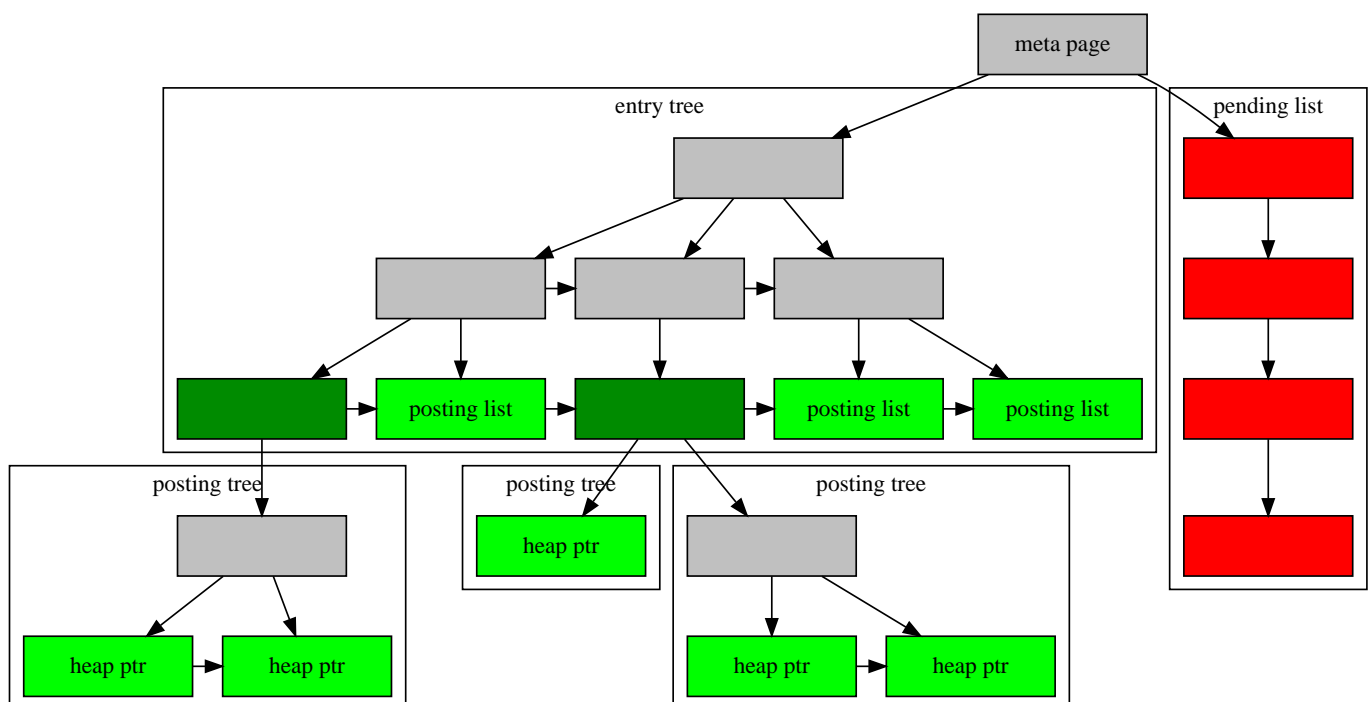 meta page
entry tree
pending list
posting list
posting list
posting list
posting tree
posting tree
posting tree
heap ptr
heap ptr
heap ptr
heap ptr
heap ptr